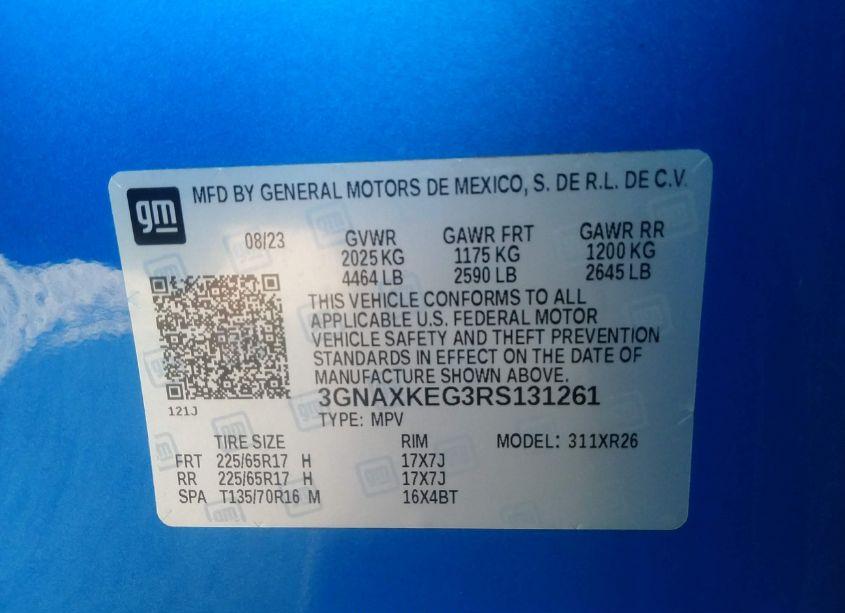 gm MFD BY GENERAL MOTORS DE MEXICO, S. DE R.L. DE C.V.
08/23 GVWR GAWR FRT GAWR RR
2025 KG 1175 KG 1200 KG
4464 LB 2590 LB 2645 LB
THIS VEHICLE CONFORMS TO ALL
APPLICABLE U.S. FEDERAL MOTOR
VEHICLE SAFETY AND THEFT PREVENTION
STANDARDS IN EFFECT ON THE DATE OF
MANUFACTURE SHOWN ABOVE.
3GNAXKEG3RS131261
121J
TYPE: MPV
TIRE SIZE RIM MODEL: 311XR26
FRT 225/65R17 H 17X7J
RR 225/65R17 H 17X7J
SPA T135/70R16 M 16X4BT